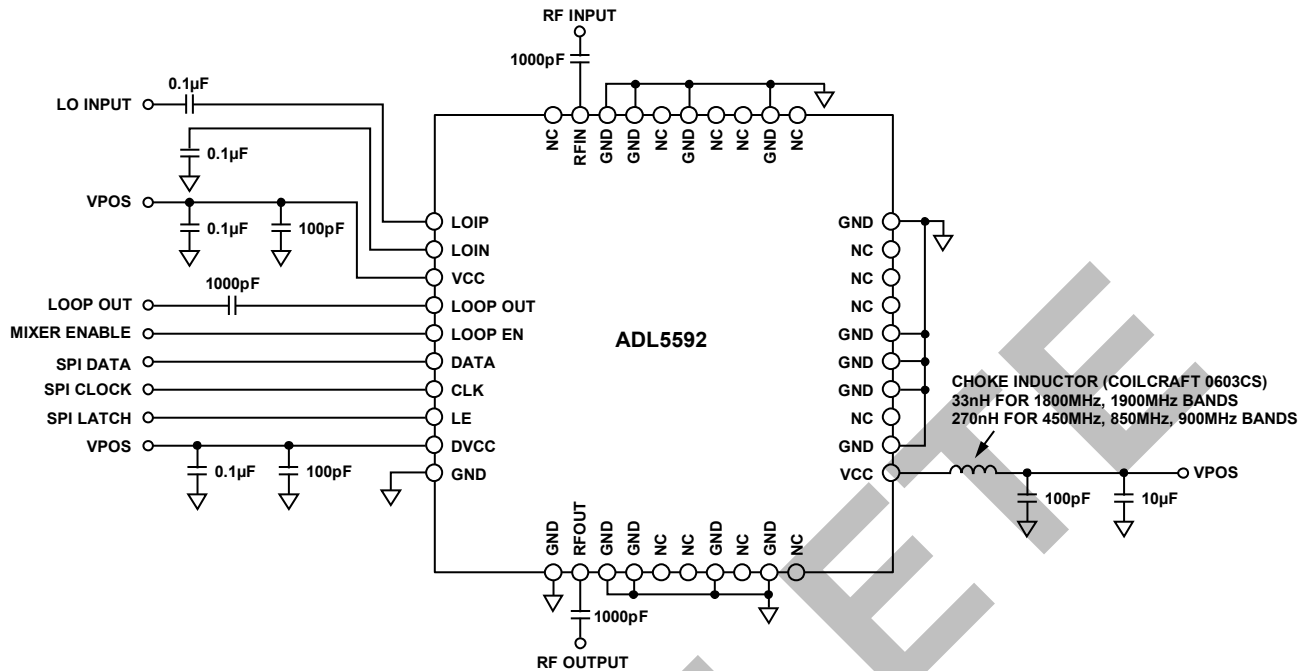 RF INPUT
1000pF
0.1µF
LO INPUT
0.1µF
VPOS
0.1µF
100pF
1000pF
LOOP OUT
MIXER ENABLE
SPI DATA
SPI CLOCK
SPI LATCH
VPOS
0.1µF
100pF
NC
RFIN
GND
GND
NC
GND
NC
NC
GND
NC
LOIP
LOIN
VCC
LOOP OUT
LOOP EN
DATA
CLK
LE
DVCC
GND
ADL5592
GND
NC
NC
NC
GND
GND
GND
NC
GND
VCC
CHOKE INDUCTOR (COILCRAFT 0603CS)
33nH FOR 1800MHz, 1900MHz BANDS
270nH FOR 450MHz, 850MHz, 900MHz BANDS
VPOS
100pF
10µF
GND
RFOUT
GND
GND
NC
NC
GND
NC
GND
NC
1000pF
RF OUTPUT
ETE